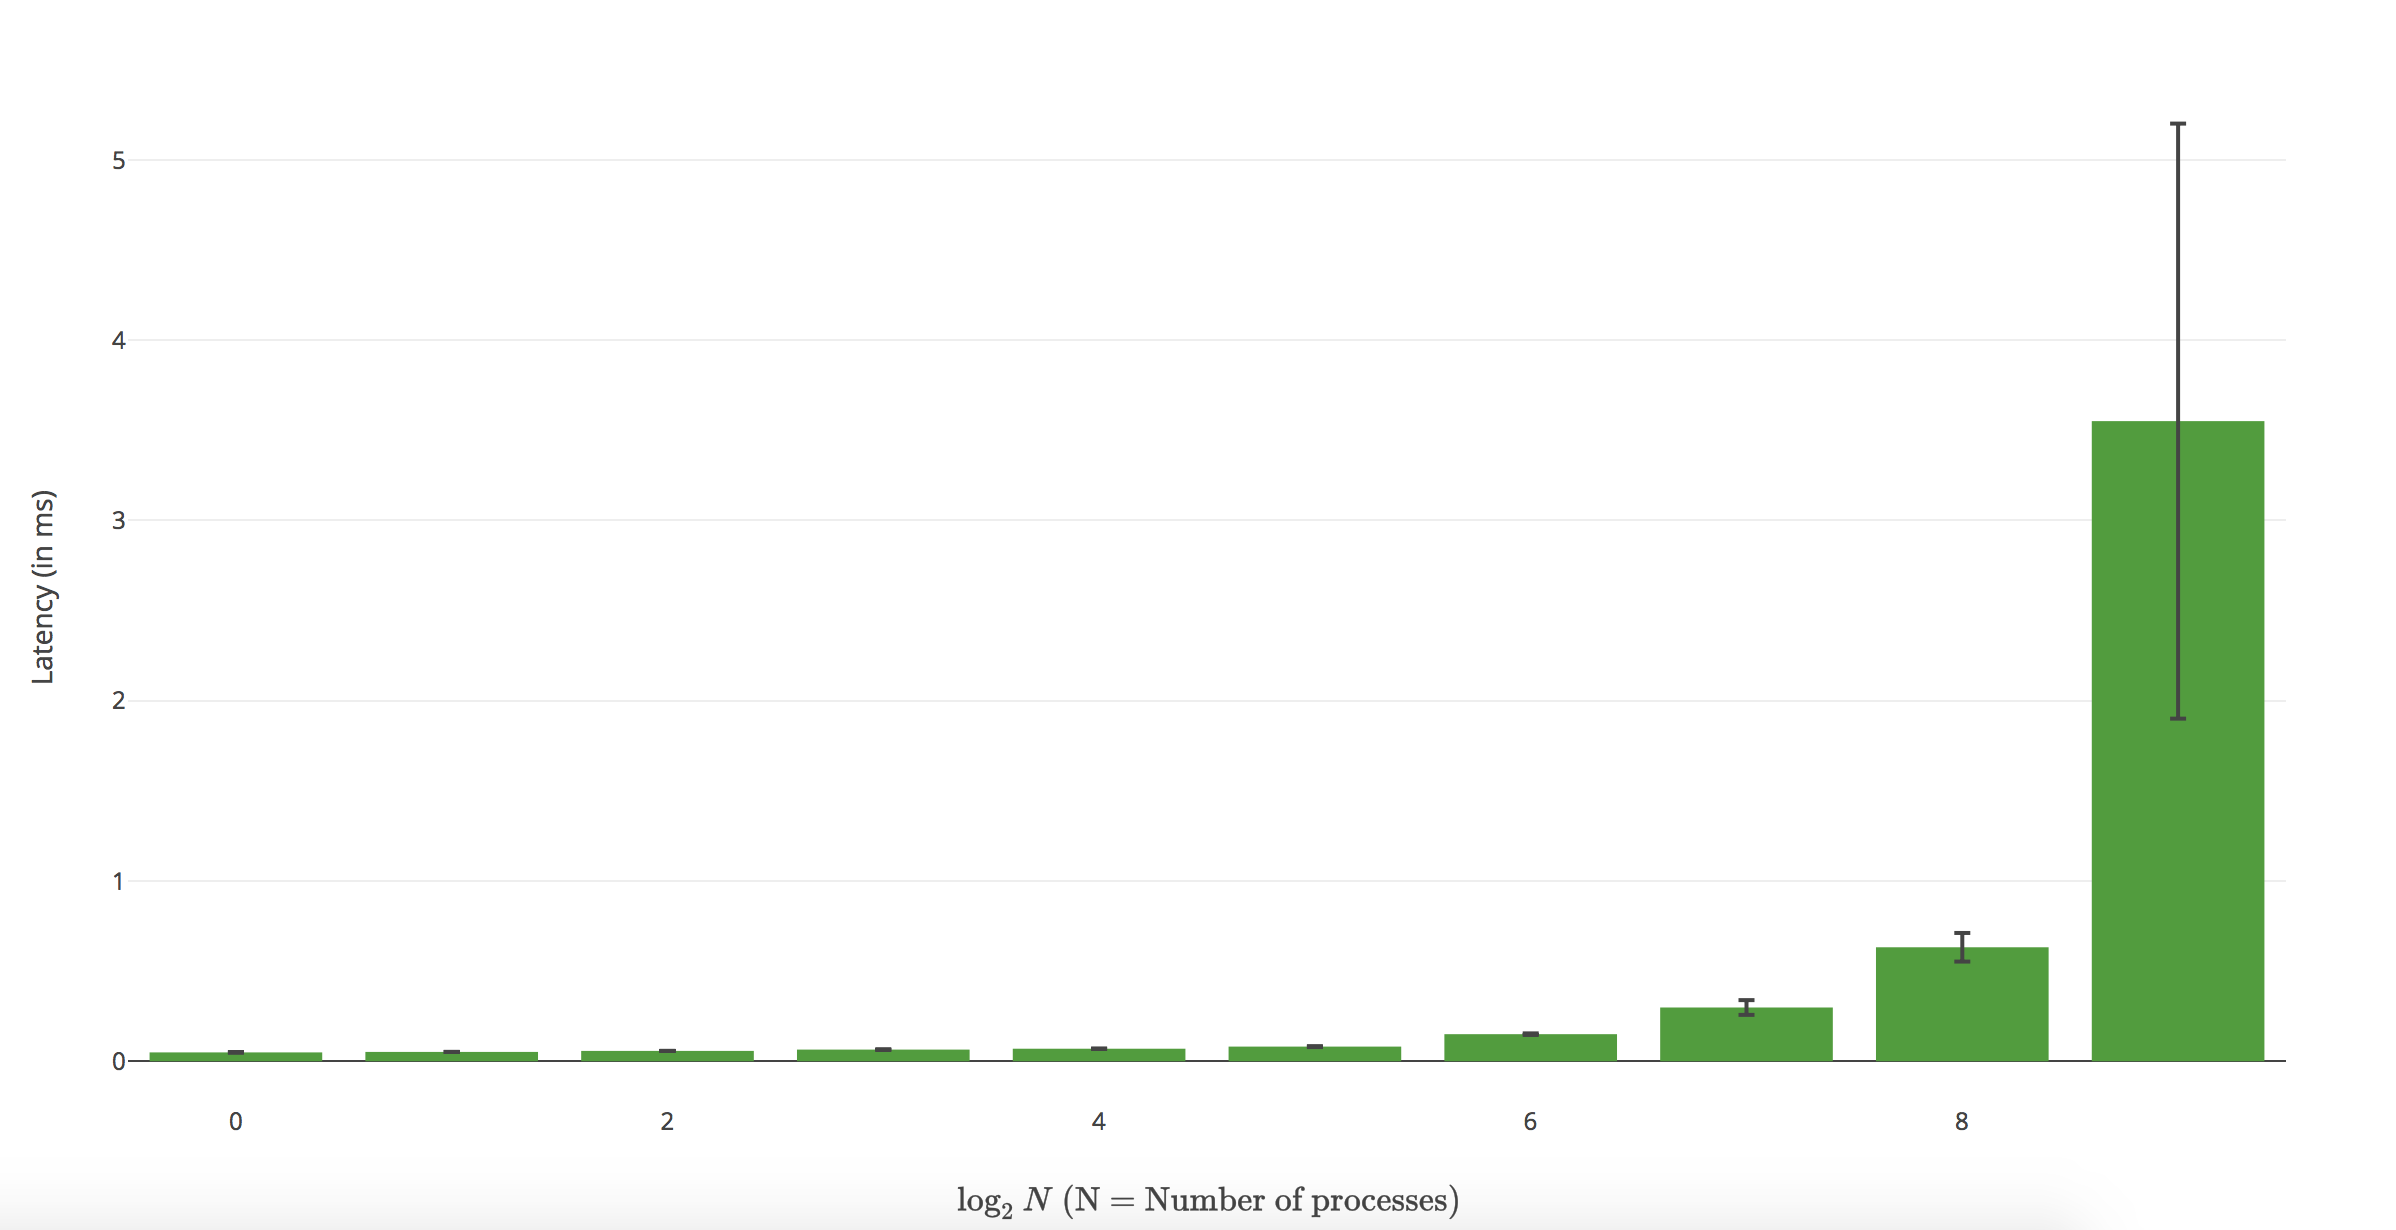 5
4
3
2
1
0
Latency (in ms)
0 2 4 6 8
log₂ N (N = Number of processes)